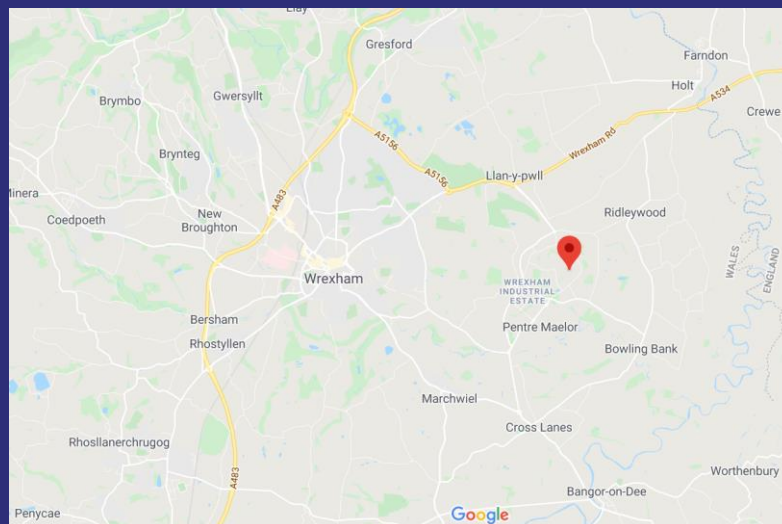 Llay
Gresford
Farndon
Holt
A534
Crewe
Gwersyllt
Brymbo
A5156
Wrexham Rd
Brynteg
A5156
Llan-y-pwll
Minera
A483
Coedpoeth
New
Broughton
Ridleywood
WALES
ENGLAND
Wrexham
WREXHAM
INDUSTRIAL
ESTATE
Bersham
Rhostyllen
Pentre Maelor
Bowling Bank
Marchwiel
Cross Lanes
Rhosllanerchrugog
A483
Worthenbury
Bangor-on-Dee
Penycae
Google